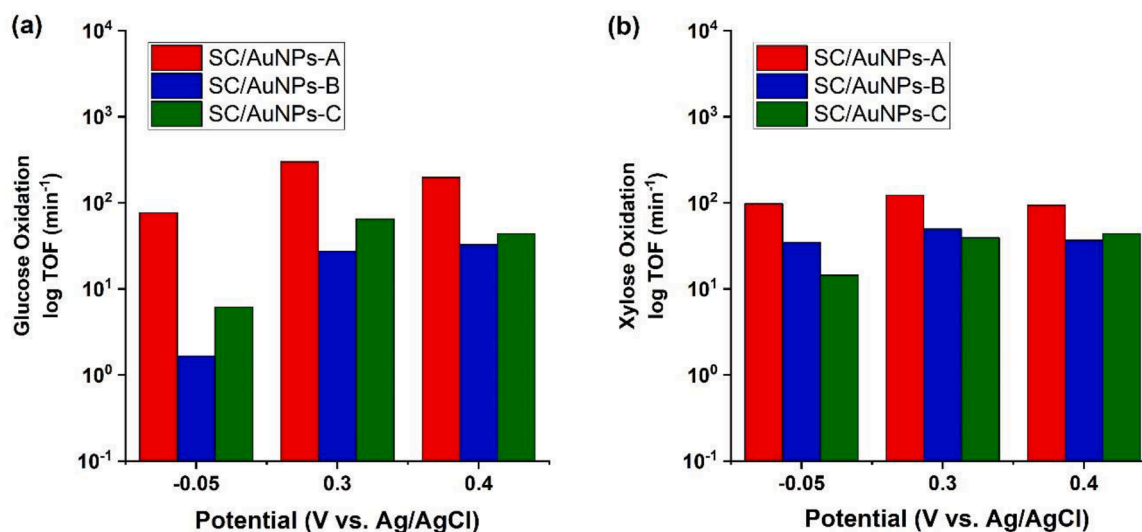 (a)
SC/AuNPs-A
SC/AuNPs-B
SC/AuNPs-C
10⁴
10³
10²
10¹
10⁰
10⁻¹
Glucose Oxidation
log TOF (min⁻¹)
-0.05 0.3 0.4
Potential (V vs. Ag/AgCl)
(b)
SC/AuNPs-A
SC/AuNPs-B
SC/AuNPs-C
10⁴
10³
10²
10¹
10⁰
10⁻¹
Xylose Oxidation
log TOF (min⁻¹)
-0.05 0.3 0.4
Potential (V vs. Ag/AgCl)